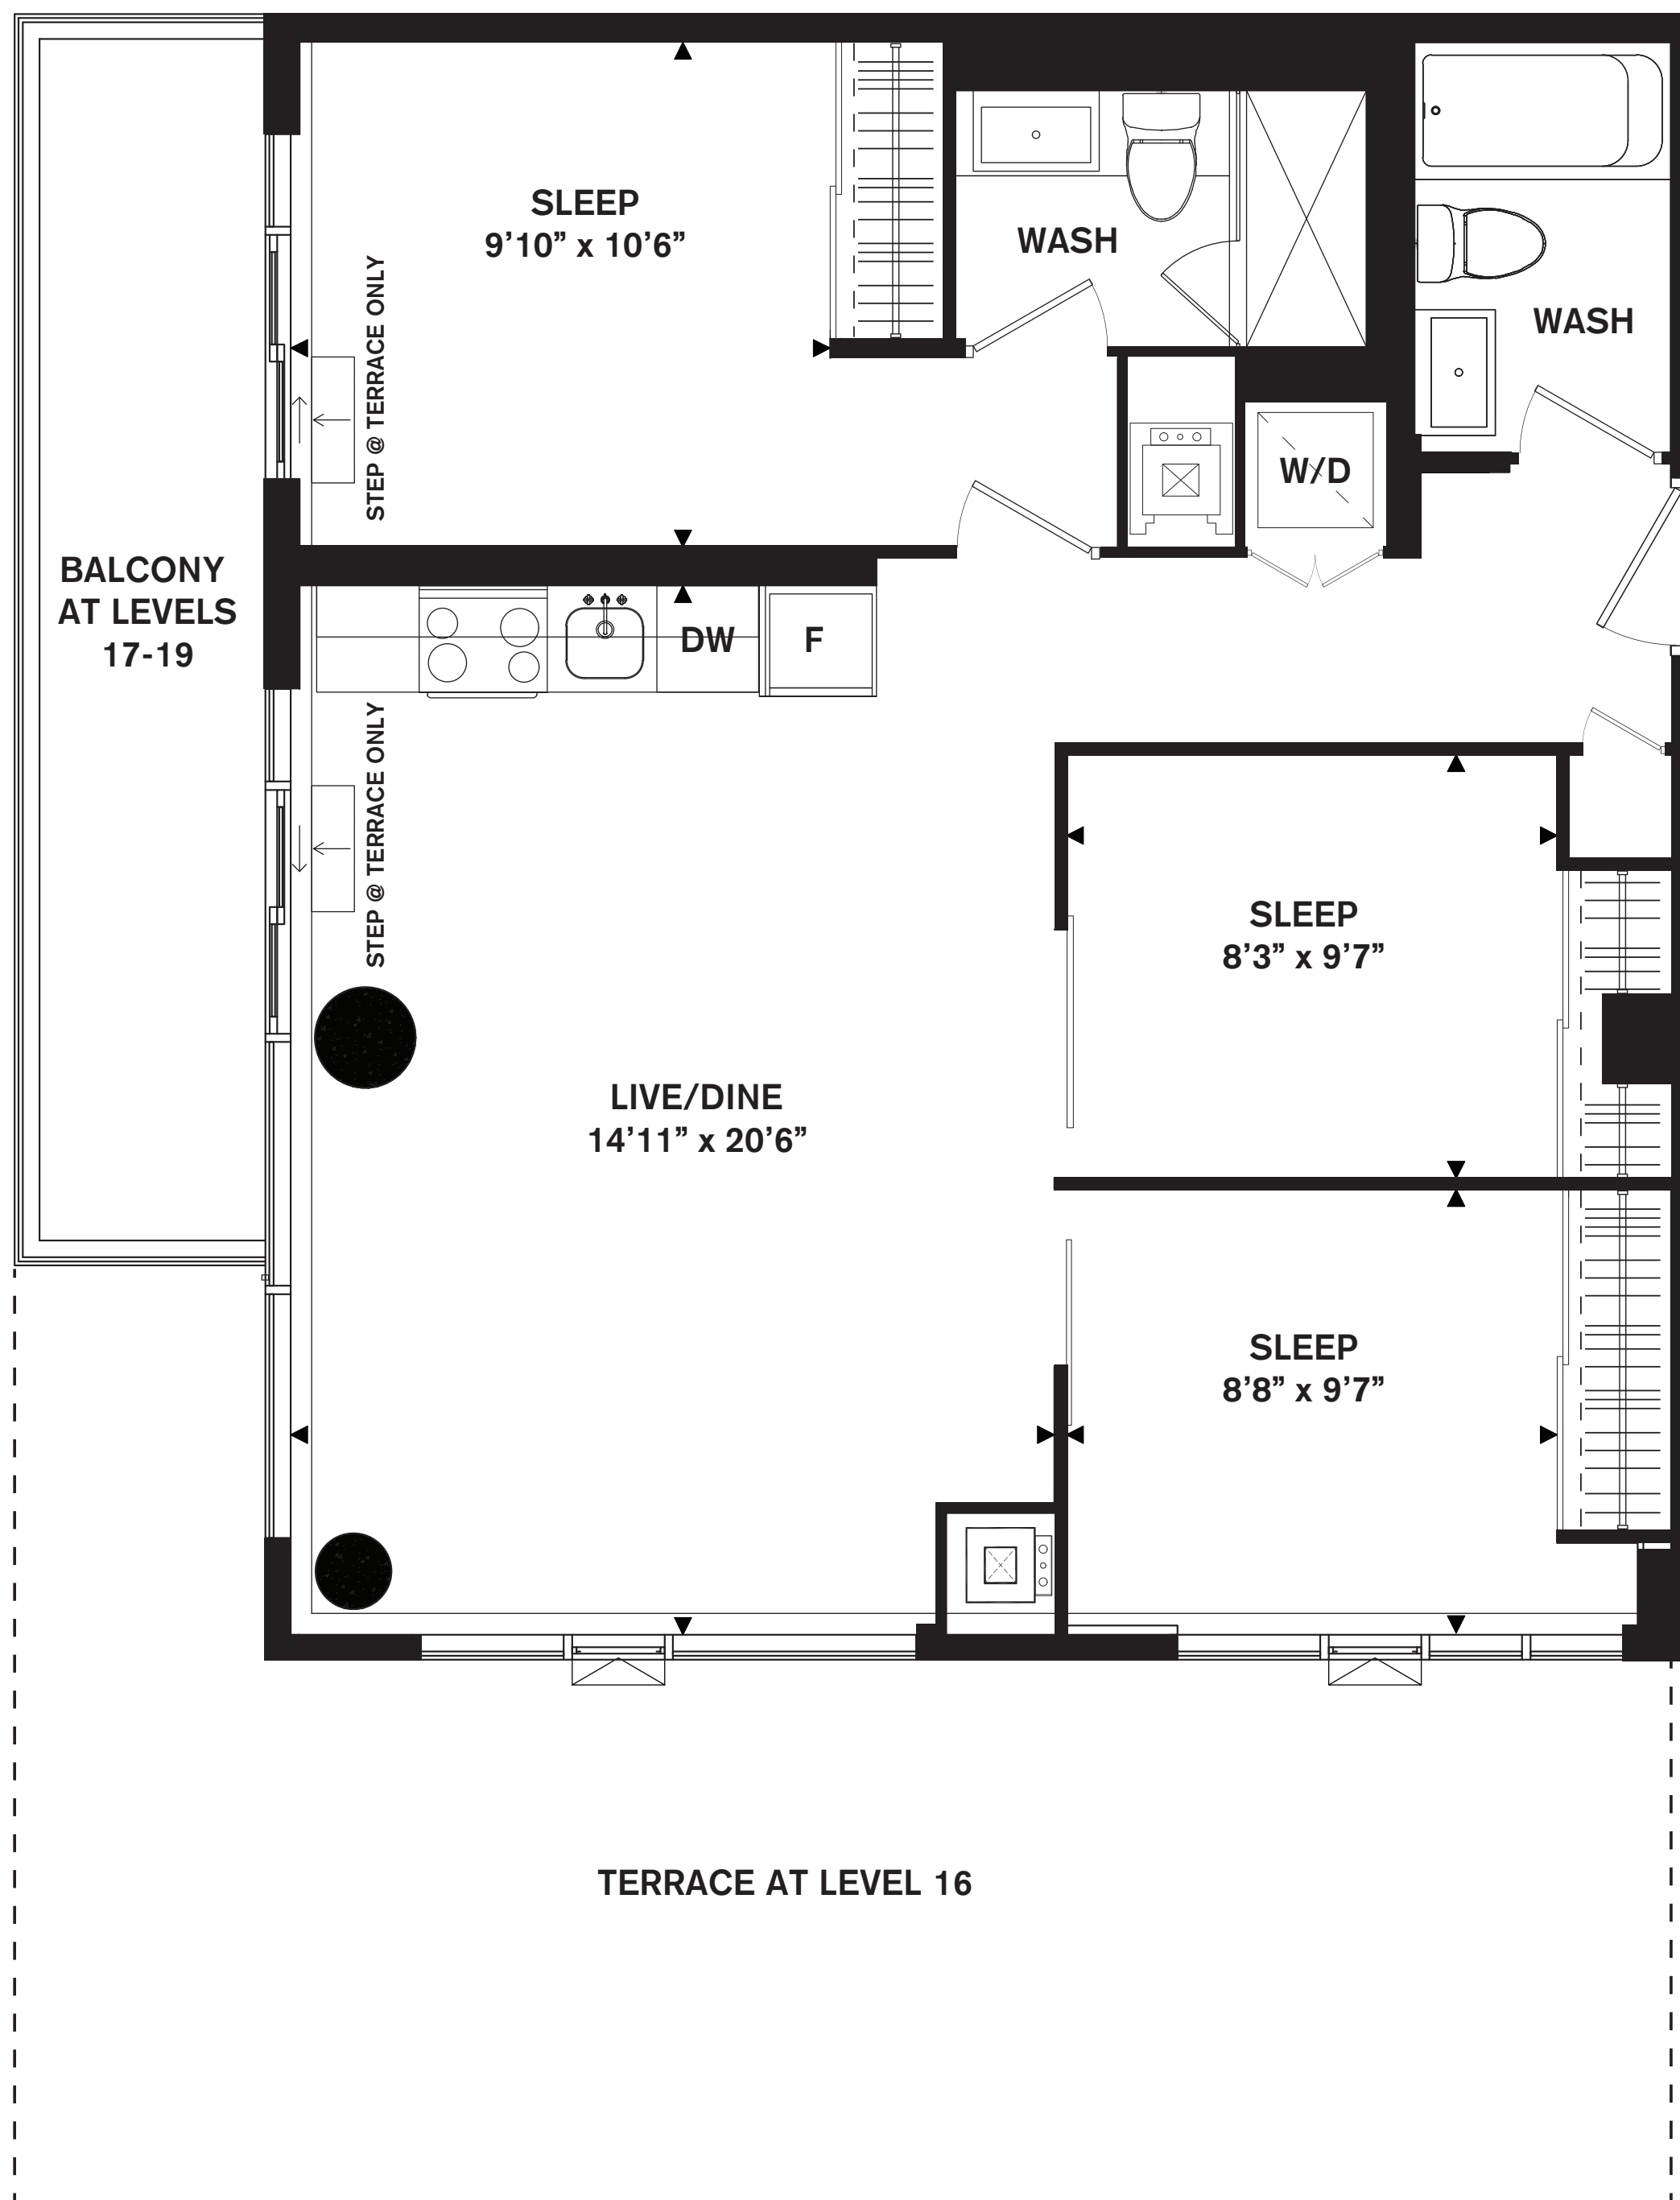 SLEEP
9’10” x 10’6”
WASH
WASH
STEP @ TERRACE ONLY
W/D
BALCONY
AT LEVELS
17-19
DW
F
STEP @ TERRACE ONLY
SLEEP
8’3” x 9’7”
LIVE/DINE
14’11” x 20’6”
SLEEP
8’8” x 9’7”
TERRACE AT LEVEL 16